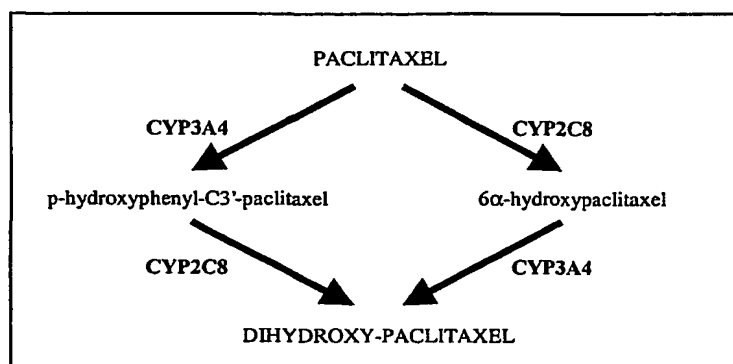 PACLITAXEL
CYP3A4 CYP2C8
p-hydroxyphenyl-C3'-paclitaxel 6α-hydroxypaclitaxel
CYP2C8 CYP3A4
DIHYDROXY-PACLITAXEL